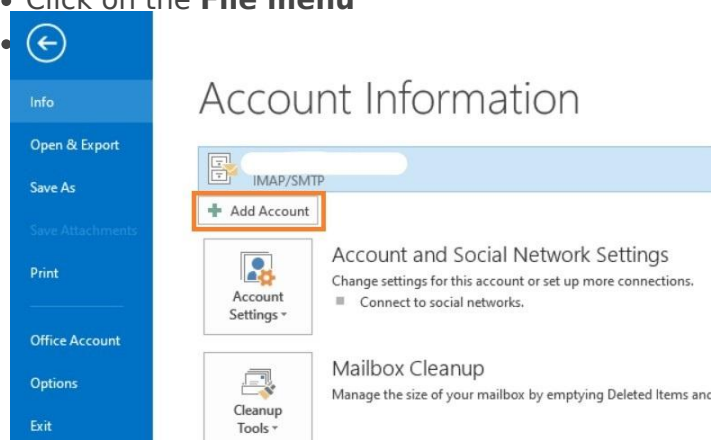 • Click on the File menu
•
Info
Open & Export
Save As
Save Attachments
Print
Office Account
Options
Exit
Account Information
IMAP/SMTP
Add Account
Account
Settings
Account and Social Network Settings
Change settings for this account or set up more connections.
Connect to social networks.
Cleanup
Tools
Mailbox Cleanup
Manage the size of your mailbox by emptying Deleted Items and